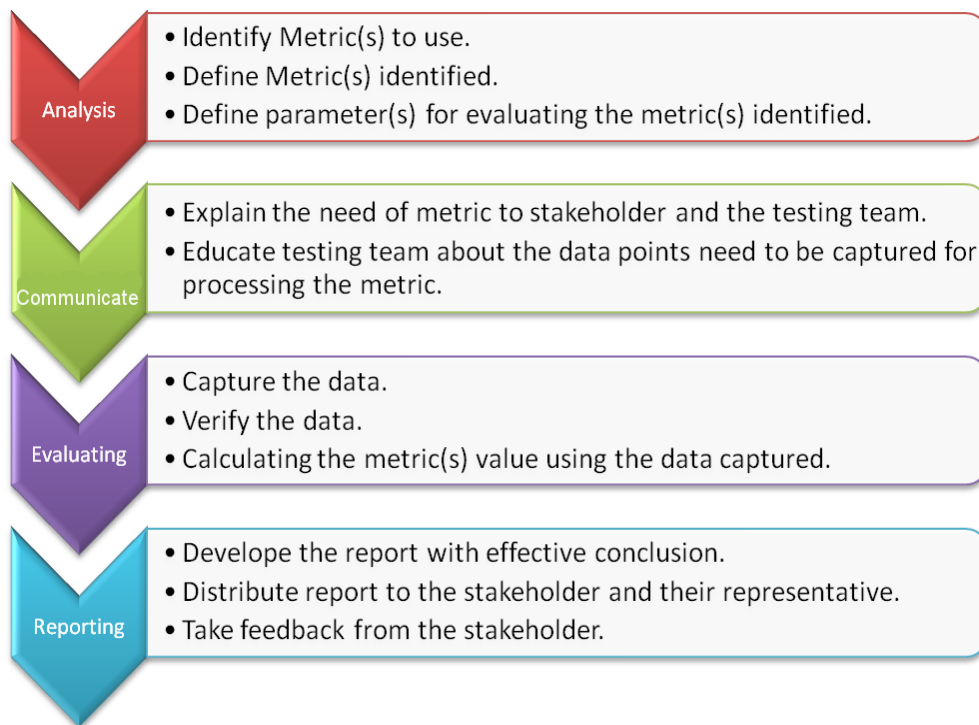 Analysis
• Identify Metric(s) to use.
• Define Metric(s) identified.
• Define parameter(s) for evaluating the metric(s) identified.
Communicate
• Explain the need of metric to stakeholder and the testing team.
• Educate testing team about the data points need to be captured for
processing the metric.
Evaluating
• Capture the data.
• Verify the data.
• Calculating the metric(s) value using the data captured.
Reporting
• Develope the report with effective conclusion.
• Distribute report to the stakeholder and their representative.
• Take feedback from the stakeholder.